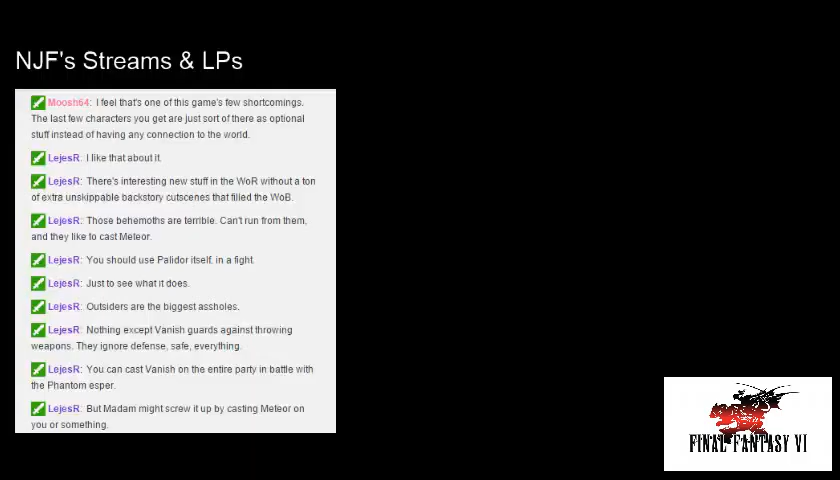 NJF's Streams & LPs
Moosh64: I feel that's one of this game's few shortcomings.
The last few characters you get are just sort of there as optional
stuff instead of having any connection to the world.
LejesR: I like that about it.
LejesR: There's interesting new stuff in the WoR without a ton
of extra unskippable backstory cutscenes that filled the WoB.
LejesR: Those behemoths are terrible. Can't run from them,
and they like to cast Meteor.
LejesR: You should use Palidor itself, in a fight.
LejesR: Just to see what it does.
LejesR: Outsiders are the biggest assholes.
LejesR: Nothing except Vanish guards against throwing
weapons. They ignore defense, safe, everything.
LejesR: You can cast Vanish on the entire party in battle with
the Phantom esper.
LejesR: But Madam might screw it up by casting Meteor on
you or something.
FINAL FANTASY VI